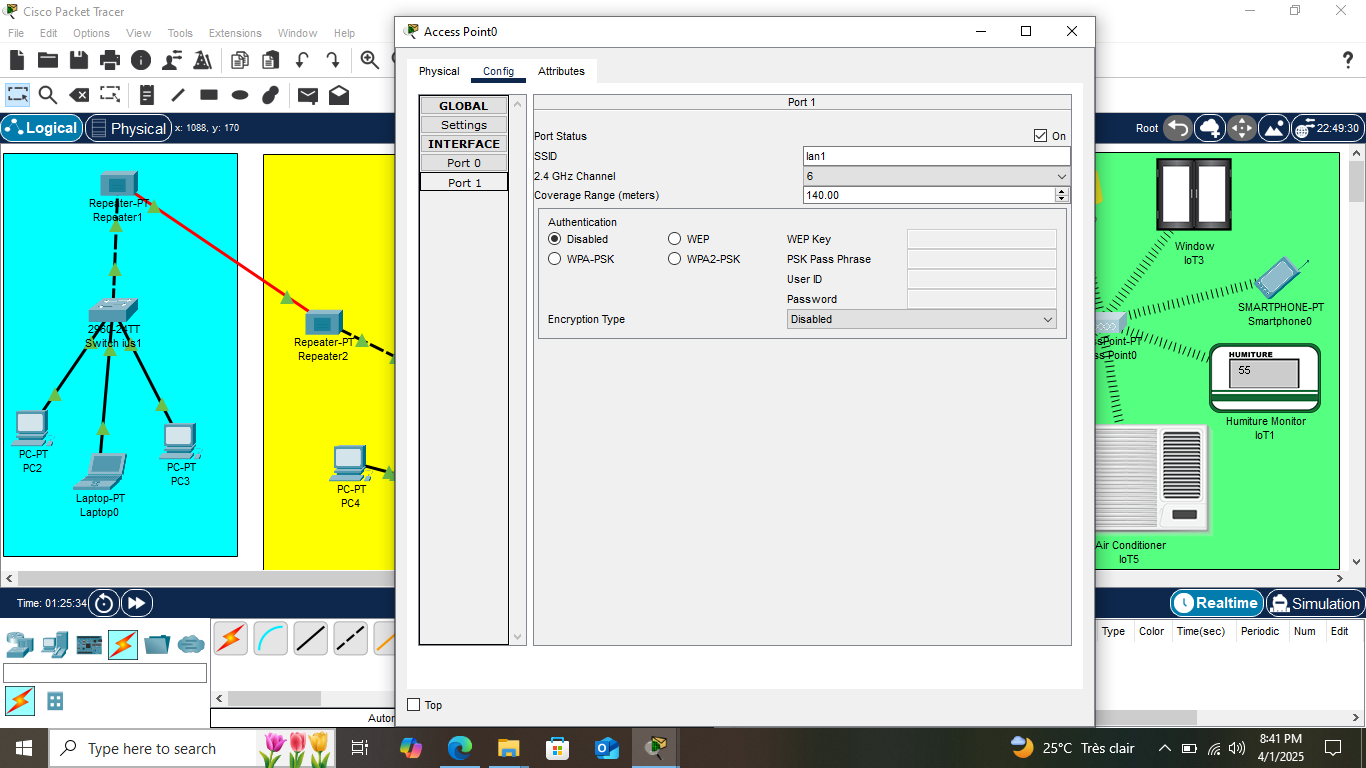 Cisco Packet Tracer
File Edit Options View Tools Extensions Window Help
Logical
Physical
x: 1088, y: 170
Root
22:49:30
Repeater-PT
Repeater1
2960-24TT
Switch ius1
PC-PT
PC2
Laptop-PT
Laptop0
PC-PT
PC3
Repeater-PT
Repeater2
PC-PT
PC4
Access Point0
Physical Config Attributes
GLOBAL
Settings
INTERFACE
Port 0
Port 1
Port 1
Port Status On
SSID lan1
2.4 GHz Channel 6
Coverage Range (meters) 140.00
Authentication
Disabled WEP WEP Key
WPA-PSK WPA2-PSK PSK Pass Phrase
User ID
Password
Encryption Type Disabled
Top
Window
IoT3
SMARTPHONE-PT
Smartphone0
ssPoint-PT
ss Point0
HUMITURE
55
Humiture Monitor
IoT1
Air Conditioner
IoT5
Time: 01:25:34
Realtime
Simulation
Type Color Time(sec) Periodic Num Edit
Autor
Type here to search
25°C Très clair
8:41 PM
4/1/2025